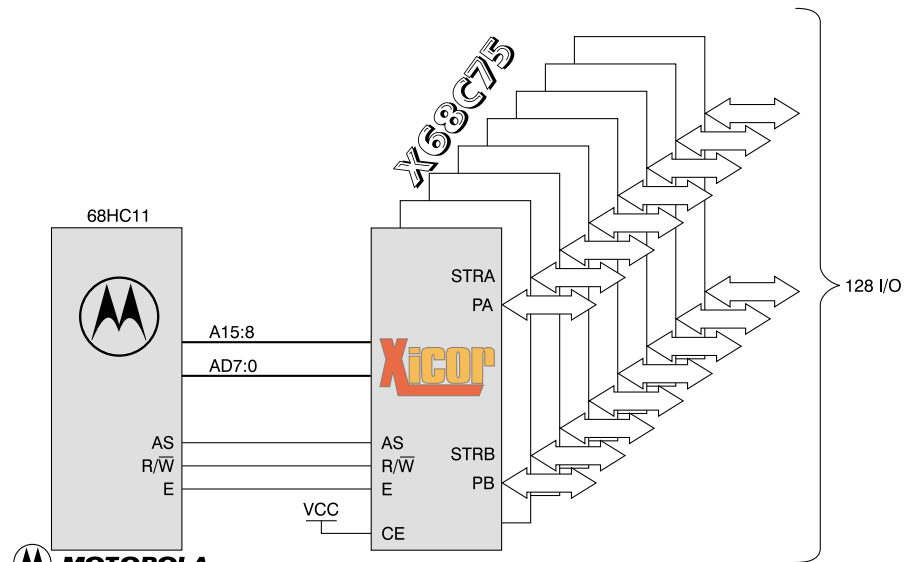 X68C75
68HC11
STRA
PA
128 I/O
A15:8
AD7:0
Xicor
AS
R/W̅
E
AS
R/W̅
E
STRB
PB
VCC
CE
MOTOROLA